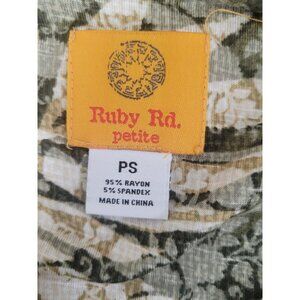 Ruby Rd.
petite
PS
95% RAYON
5% SPANDEX
MADE IN CHINA